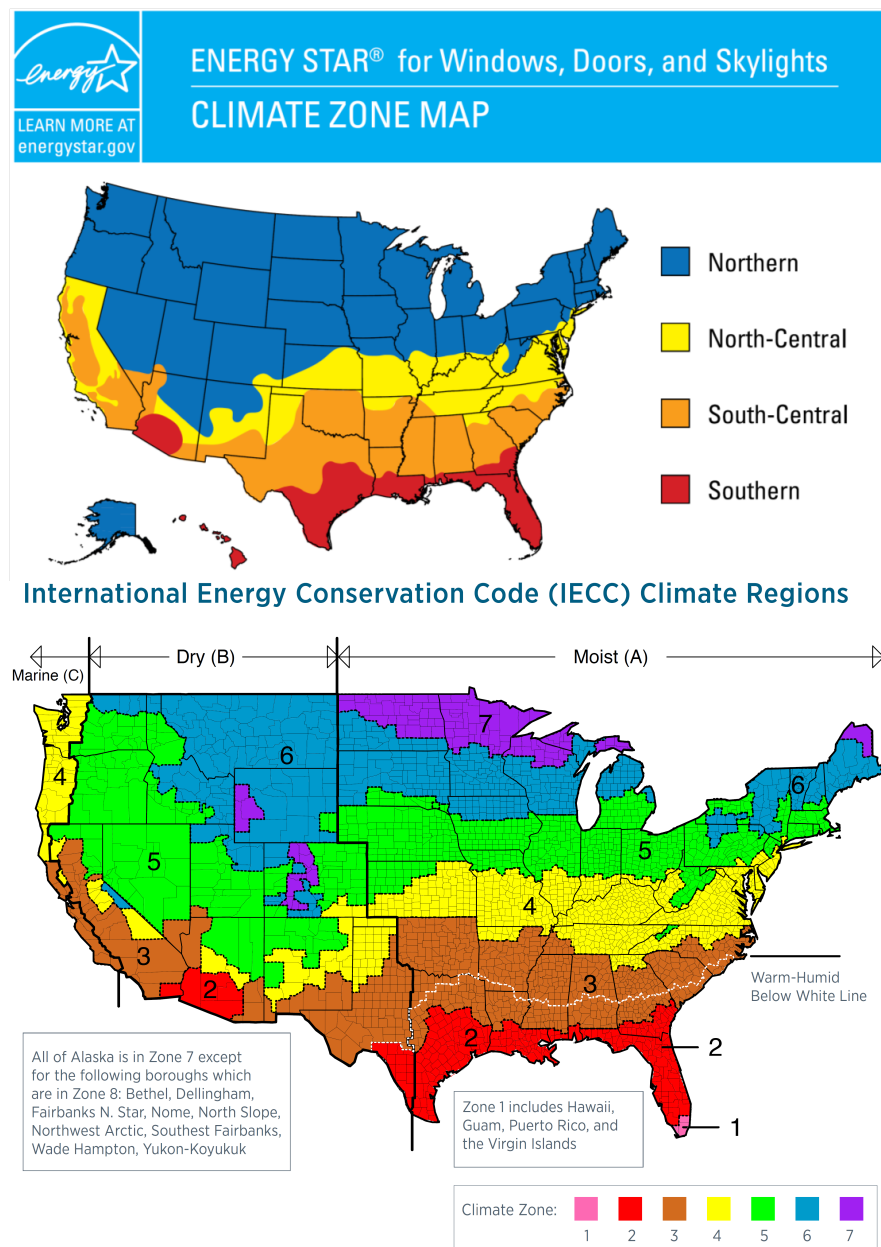 energy
ENERGY STAR® for Windows, Doors, and Skylights
CLIMATE ZONE MAP
LEARN MORE AT
energystar.gov
Northern
North-Central
South-Central
Southern
International Energy Conservation Code (IECC) Climate Regions
Marine (C)
Dry (B)
Moist (A)
7
6
4
6
5
5
4
3
3
2
2
2
1
Warm-Humid
Below White Line
All of Alaska is in Zone 7 except
for the following boroughs which
are in Zone 8: Bethel, Dellingham,
Fairbanks N. Star, Nome, North Slope,
Northwest Arctic, Southest Fairbanks,
Wade Hampton, Yukon-Koyukuk
Zone 1 includes Hawaii,
Guam, Puerto Rico, and
the Virgin Islands
Climate Zone:
1 2 3 4 5 6 7